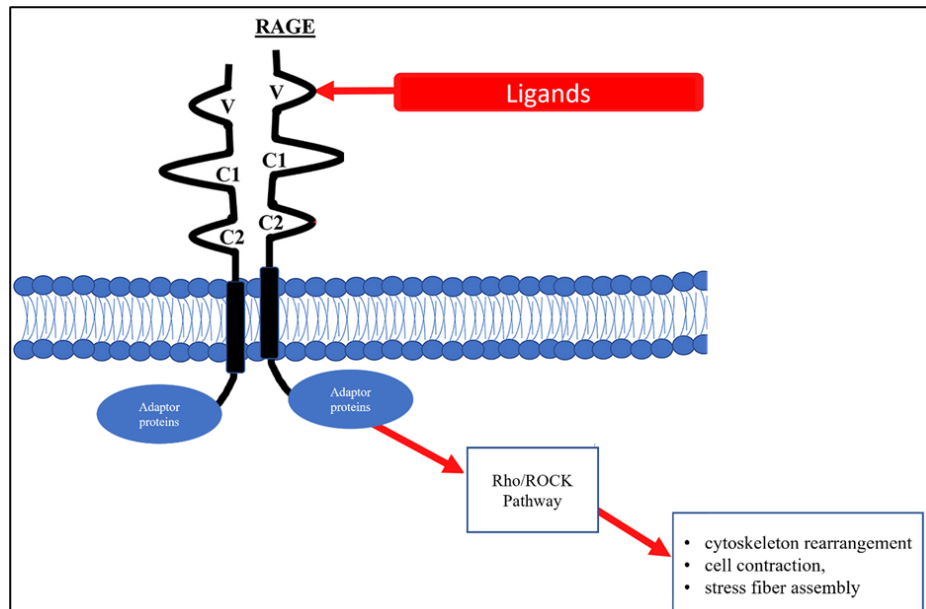 RAGE
V
V
Ligands
C1
C1
C2
C2
Adaptor
proteins
Adaptor
proteins
Rho/ROCK
Pathway
• cytoskeleton rearrangement
• cell contraction,
• stress fiber assembly